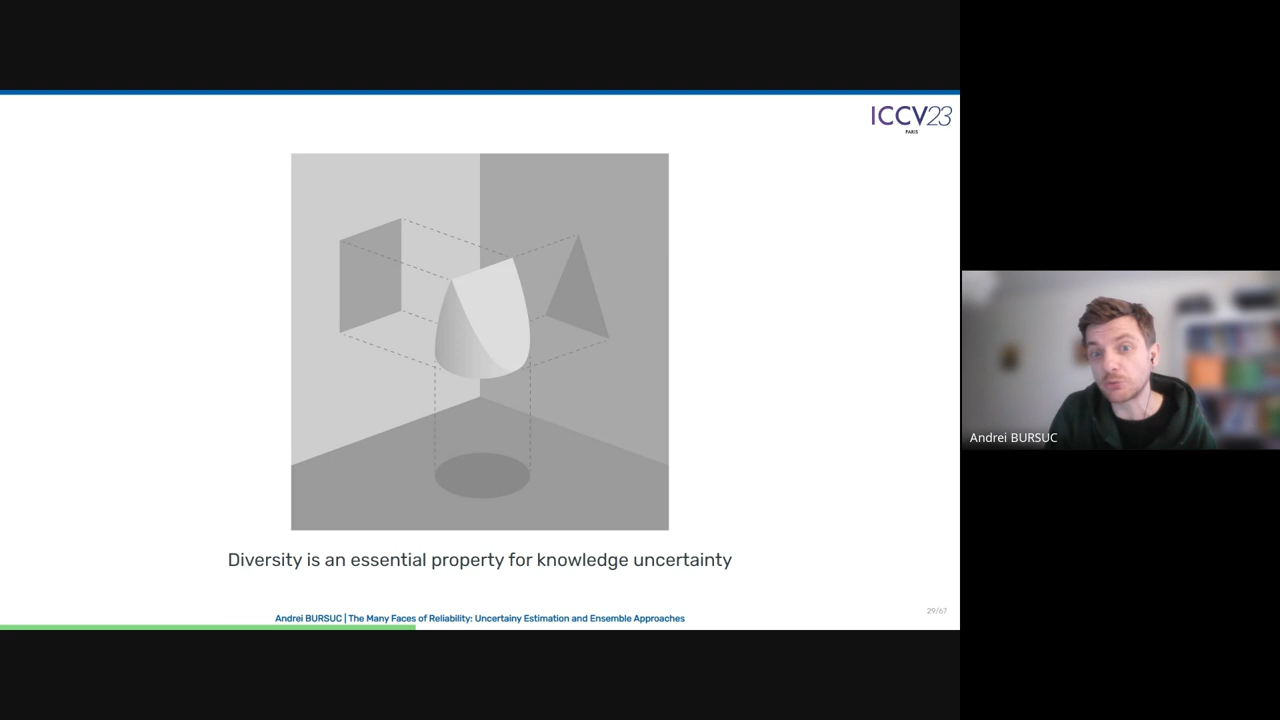 ICCV23
PARIS
Diversity is an essential property for knowledge uncertainty
29/67
Andrei BURSUC | The Many Faces of Reliability: Uncertainy Estimation and Ensemble Approaches
Andrei BURSUC